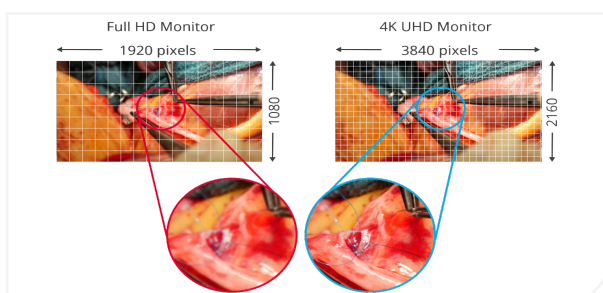 Full HD Monitor
1920 pixels
1080
4K UHD Monitor
3840 pixels
2160